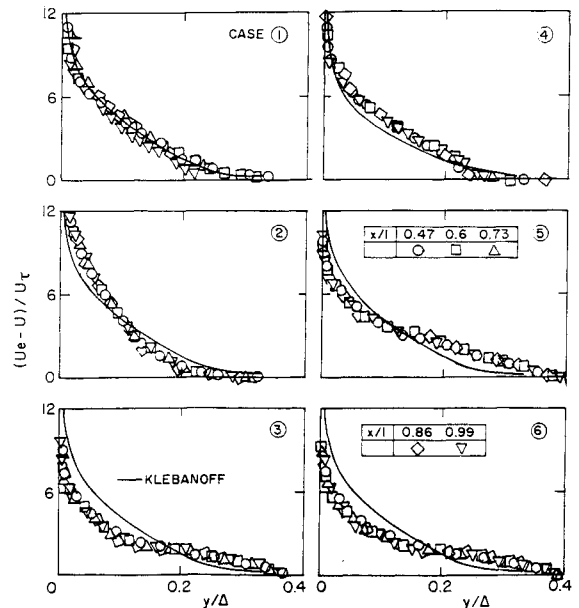 12
CASE ①
④
6
0
12
②
⑤
x/l 0.47 0.6 0.73
(Ue – U) / Uτ
6
0
12
③
⑥
x/l 0.86 0.99
KLEBANOFF
6
0
0 0.2 0.4
0 0.2 0.4
y/Δ
y/Δ